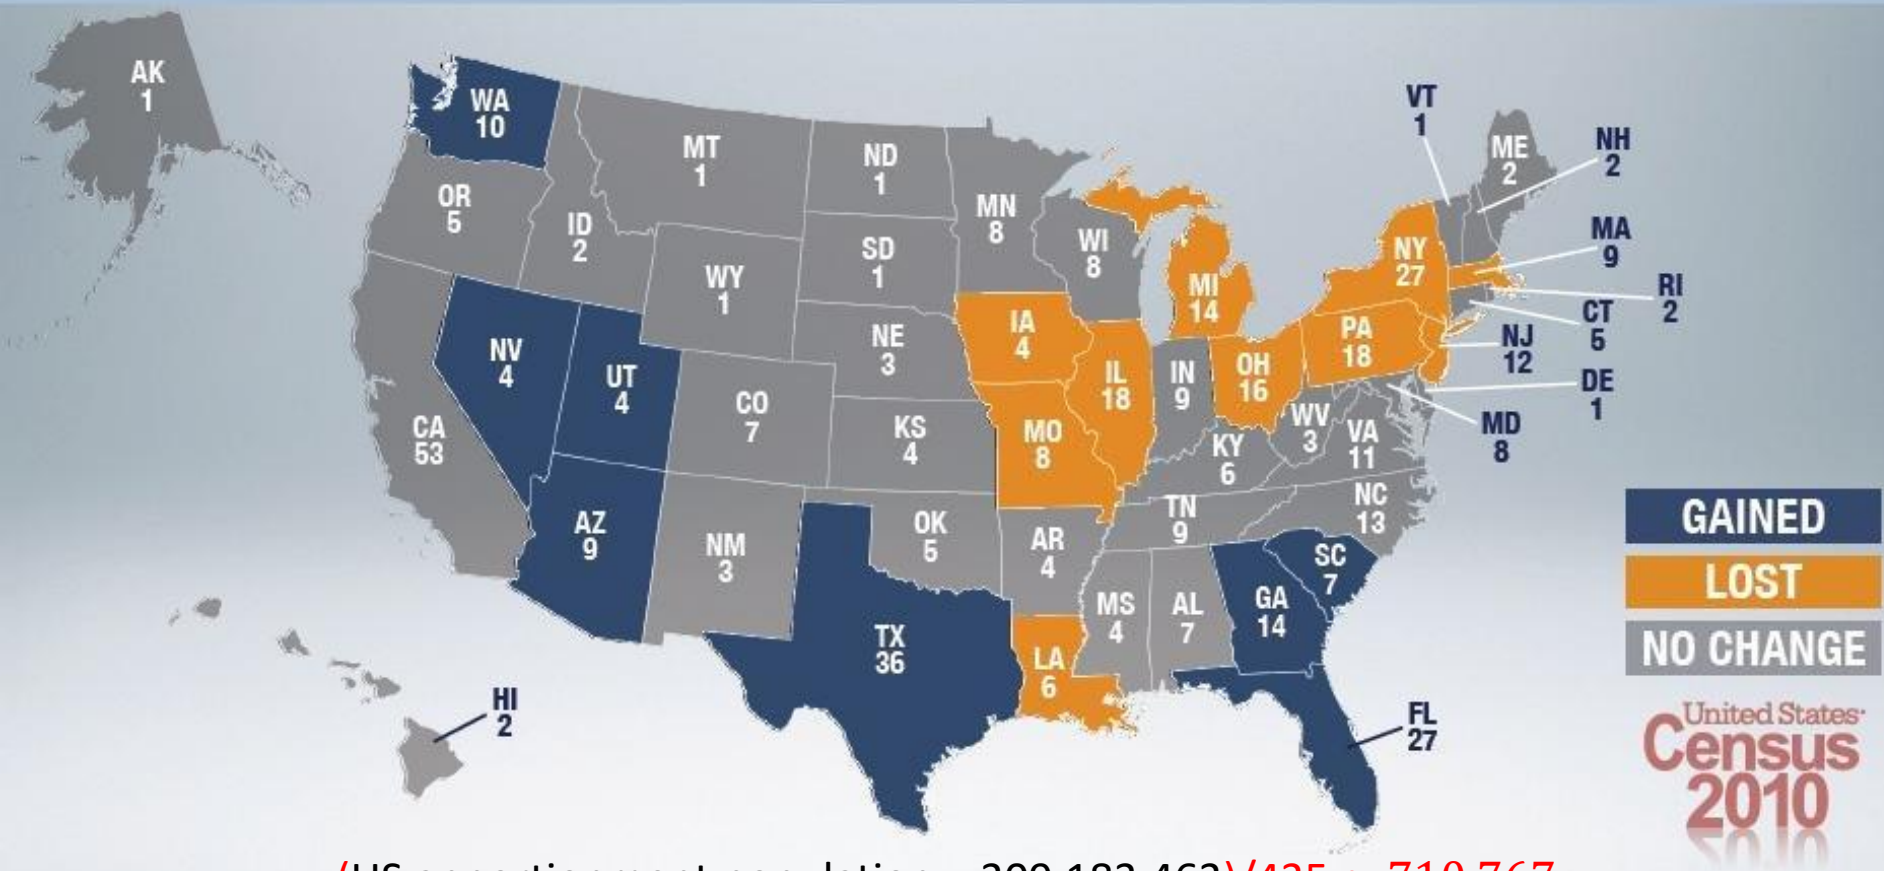 AK
1
WA
10
OR
5
ID
2
MT
1
ND
1
MN
8
WI
8
MI
14
VT
1
ME
2
NH
2
NY
27
MA
9
RI
2
CT
5
NJ
12
DE
1
MD
8
PA
18
OH
16
IN
9
IL
18
IA
4
SD
1
WY
1
NE
3
NV
4
UT
4
CO
7
CA
53
KS
4
MO
8
KY
6
WV
3
VA
11
NC
13
TN
9
SC
7
GA
14
AL
7
MS
4
AR
4
OK
5
NM
3
AZ
9
TX
36
LA
6
FL
27
HI
2
GAINED
LOST
NO CHANGE
United States
Census
2010